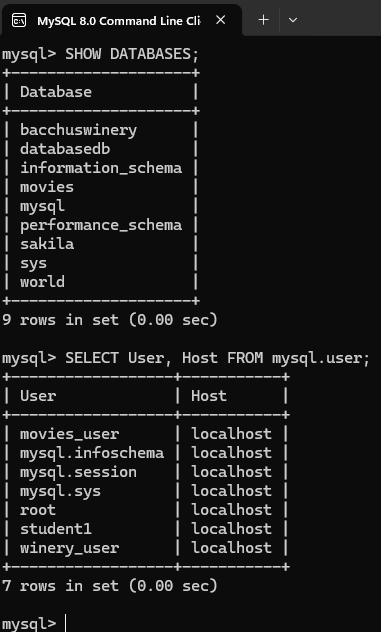 MySQL 8.0 Command Line Cli
mysql> SHOW DATABASES;
+--------------------+
| Database           |
+--------------------+
| bacchuswinery      |
| databasedb         |
| information_schema |
| movies             |
| mysql              |
| performance_schema |
| sakila             |
| sys                |
| world              |
+--------------------+
9 rows in set (0.00 sec)
mysql> SELECT User, Host FROM mysql.user;
+------------------+-----------+
| User             | Host      |
+------------------+-----------+
| movies_user      | localhost |
| mysql.infoschema | localhost |
| mysql.session    | localhost |
| mysql.sys        | localhost |
| root             | localhost |
| student1         | localhost |
| winery_user      | localhost |
+------------------+-----------+
7 rows in set (0.00 sec)
mysql>